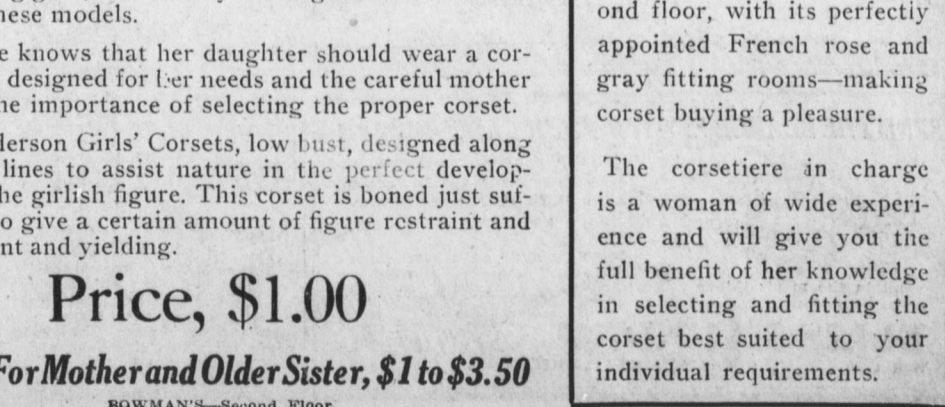 nese models.
e knows that her daughter should wear a cor-
designed for her needs and the careful mother
ne importance of selecting the proper corset.
lerson Girls' Corsets, low bust, designed along
lines to assist nature in the perfect develop-
he girlish figure. This corset is boned just suf-
o give a certain amount of figure restraint and
nt and yielding.
Price, $1.00
For Mother and Older Sister, $1 to $3.50
BOWMAN'S—Second Floor
ond floor, with its perfectly
appointed French rose and
gray fitting rooms—making
corset buying a pleasure.
The corsetiere in charge
is a woman of wide experi-
ence and will give you the
full benefit of her knowledge
in selecting and fitting the
corset best suited to your
individual requirements.